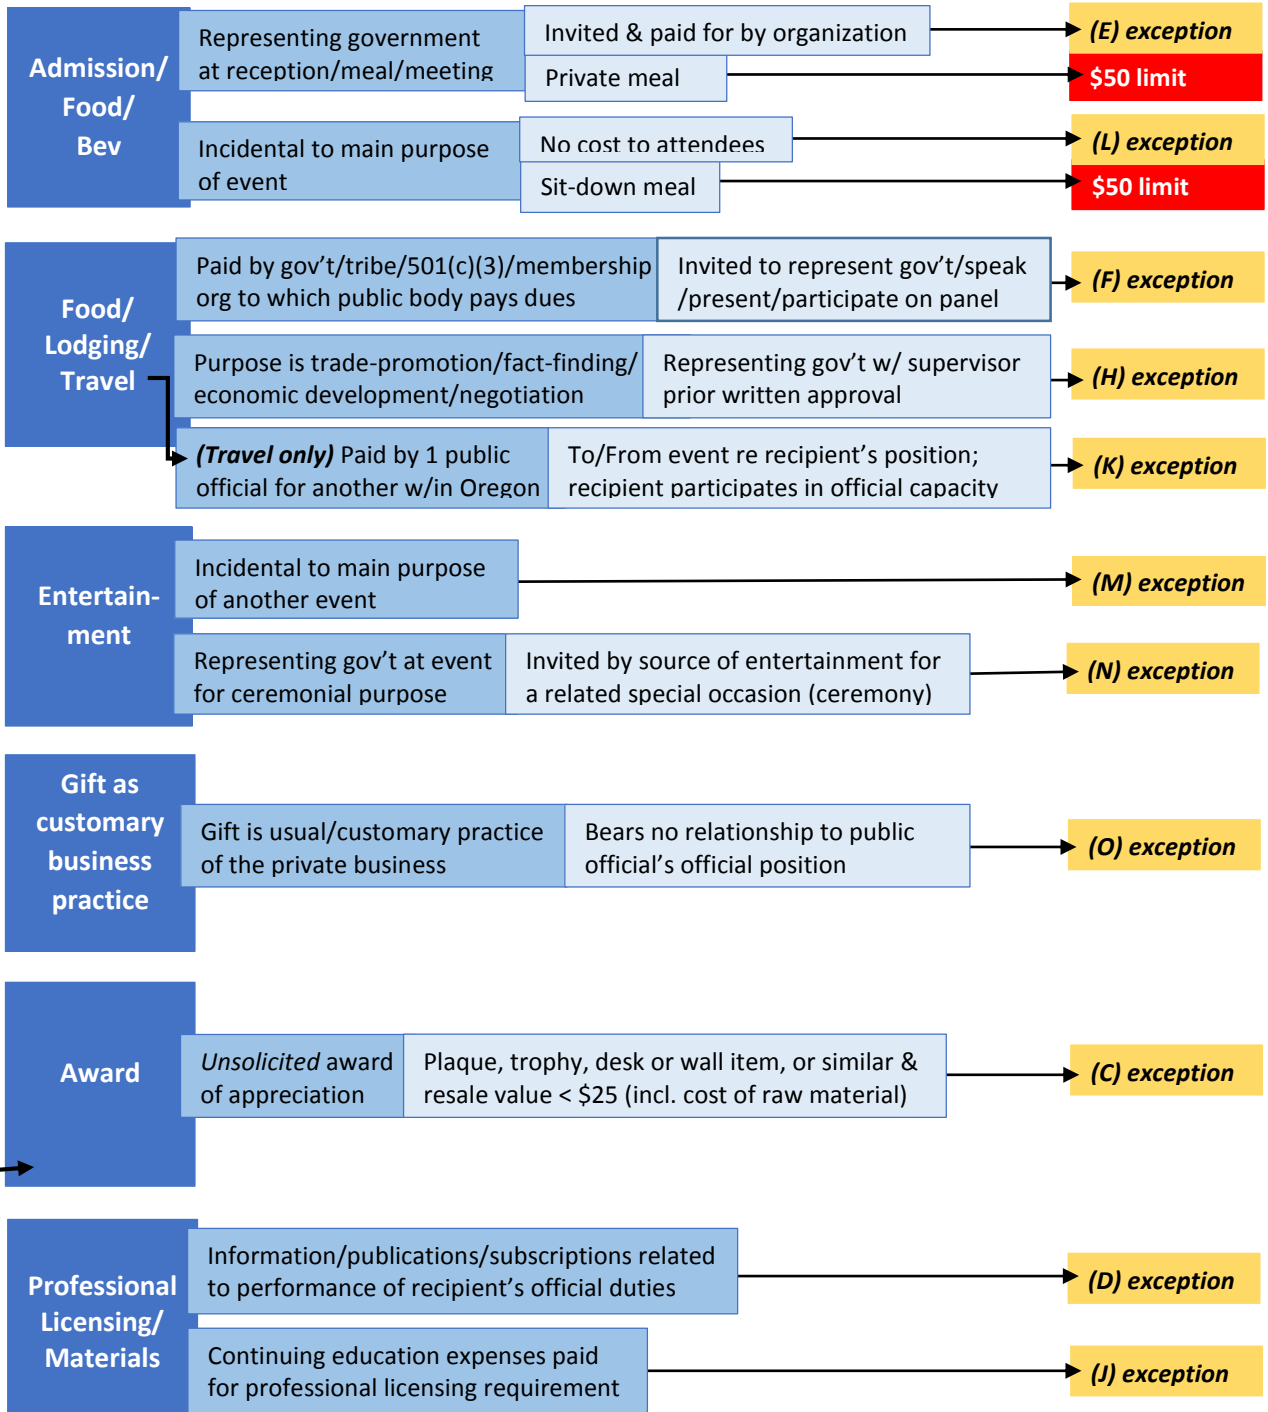 Admission/
Food/
Bev
Representing government
at reception/meal/meeting
Invited & paid for by organization
(E) exception
Private meal
$50 limit
Incidental to main purpose
of event
No cost to attendees
(L) exception
Sit-down meal
$50 limit
Food/
Lodging/
Travel
Paid by gov’t/tribe/501(c)(3)/membership
org to which public body pays dues
Invited to represent gov’t/speak
/present/participate on panel
(F) exception
Purpose is trade-promotion/fact-finding/
economic development/negotiation
Representing gov’t w/ supervisor
prior written approval
(H) exception
(Travel only) Paid by 1 public
official for another w/in Oregon
To/From event re recipient’s position;
recipient participates in official capacity
(K) exception
Entertain-
ment
Incidental to main purpose
of another event
(M) exception
Representing gov’t at event
for ceremonial purpose
Invited by source of entertainment for
a related special occasion (ceremony)
(N) exception
Gift as
customary
business
practice
Gift is usual/customary practice
of the private business
Bears no relationship to public
official’s official position
(O) exception
Award
Unsolicited award
of appreciation
Plaque, trophy, desk or wall item, or similar &
resale value < $25 (incl. cost of raw material)
(C) exception
Professional
Licensing/
Materials
Information/publications/subscriptions related
to performance of recipient’s official duties
(D) exception
Continuing education expenses paid
for professional licensing requirement
(J) exception